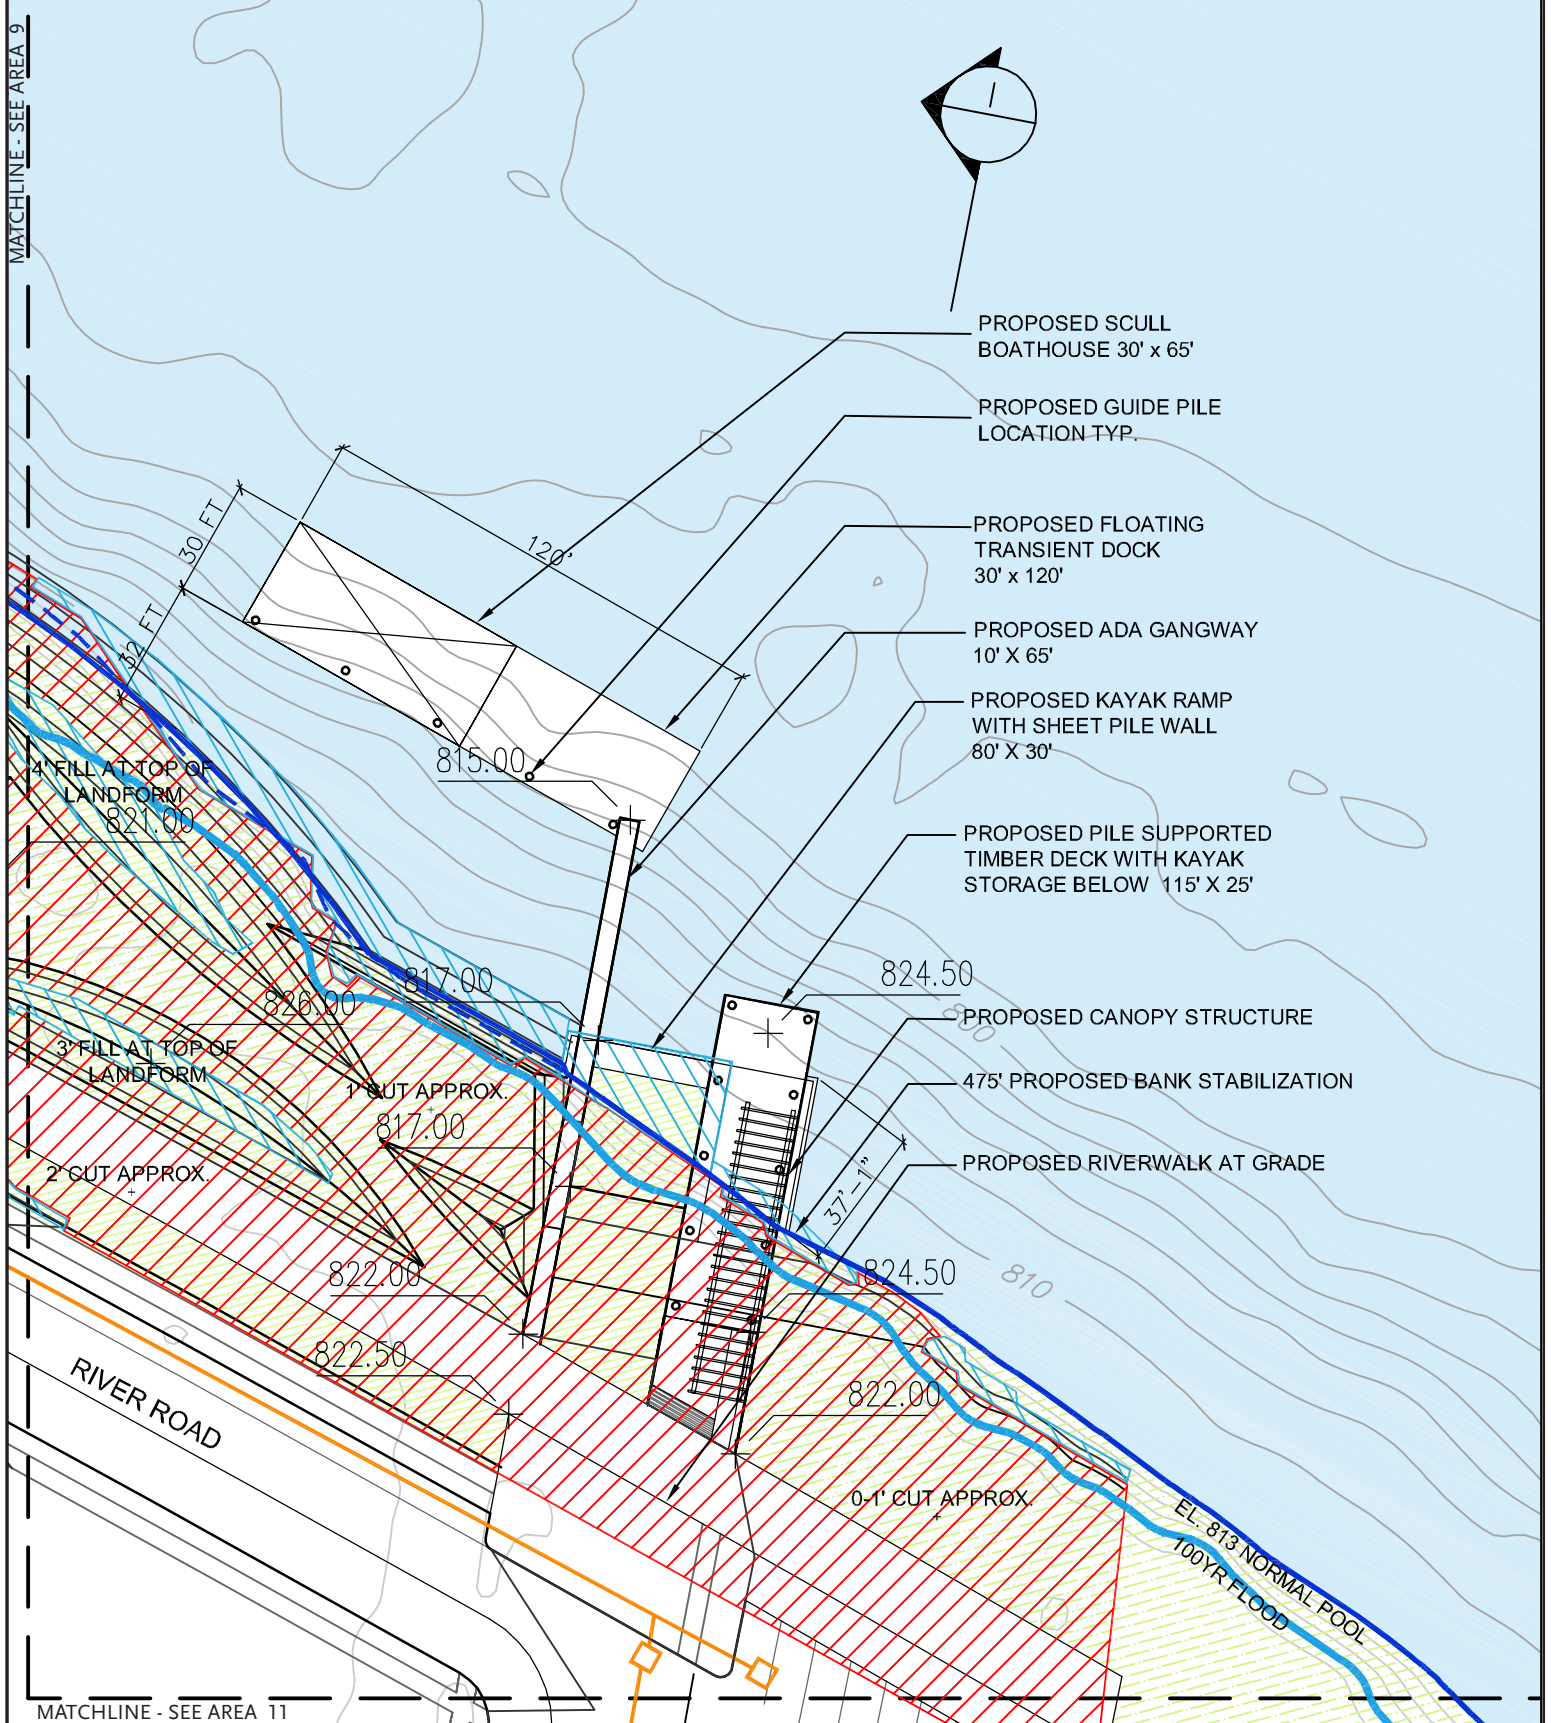 MATCHLINE - SEE AREA 9
I
PROPOSED SCULL
BOATHOUSE 30' x 65'
PROPOSED GUIDE PILE
LOCATION TYP.
30 FT
120'
PROPOSED FLOATING
TRANSIENT DOCK
30' x 120'
32 FT
PROPOSED ADA GANGWAY
10' X 65'
PROPOSED KAYAK RAMP
WITH SHEET PILE WALL
80' X 30'
815.00
4' FILL AT TOP OF
LANDFORM
821.00
PROPOSED PILE SUPPORTED
TIMBER DECK WITH KAYAK
STORAGE BELOW  115' X 25'
817.00
824.50
826.00
800
PROPOSED CANOPY STRUCTURE
3' FILL AT TOP OF
LANDFORM
1' CUT APPROX.
475' PROPOSED BANK STABILIZATION
817.00
2' CUT APPROX.
37'-1"
PROPOSED RIVERWALK AT GRADE
822.00
824.50
810
822.50
822.00
RIVER ROAD
0-1' CUT APPROX.
EL. 813 NORMAL POOL
100YR FLOOD
MATCHLINE - SEE AREA 11